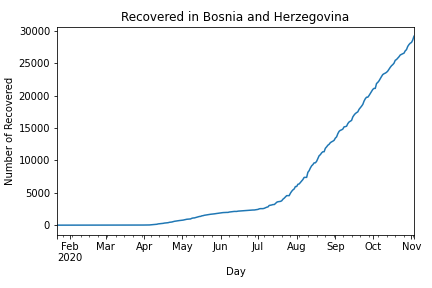 Recovered in Bosnia and Herzegovina
Number of Recovered
30000
25000
20000
15000
10000
5000
0
Feb Mar Apr May Jun Jul Aug Sep Oct Nov
2020
Day